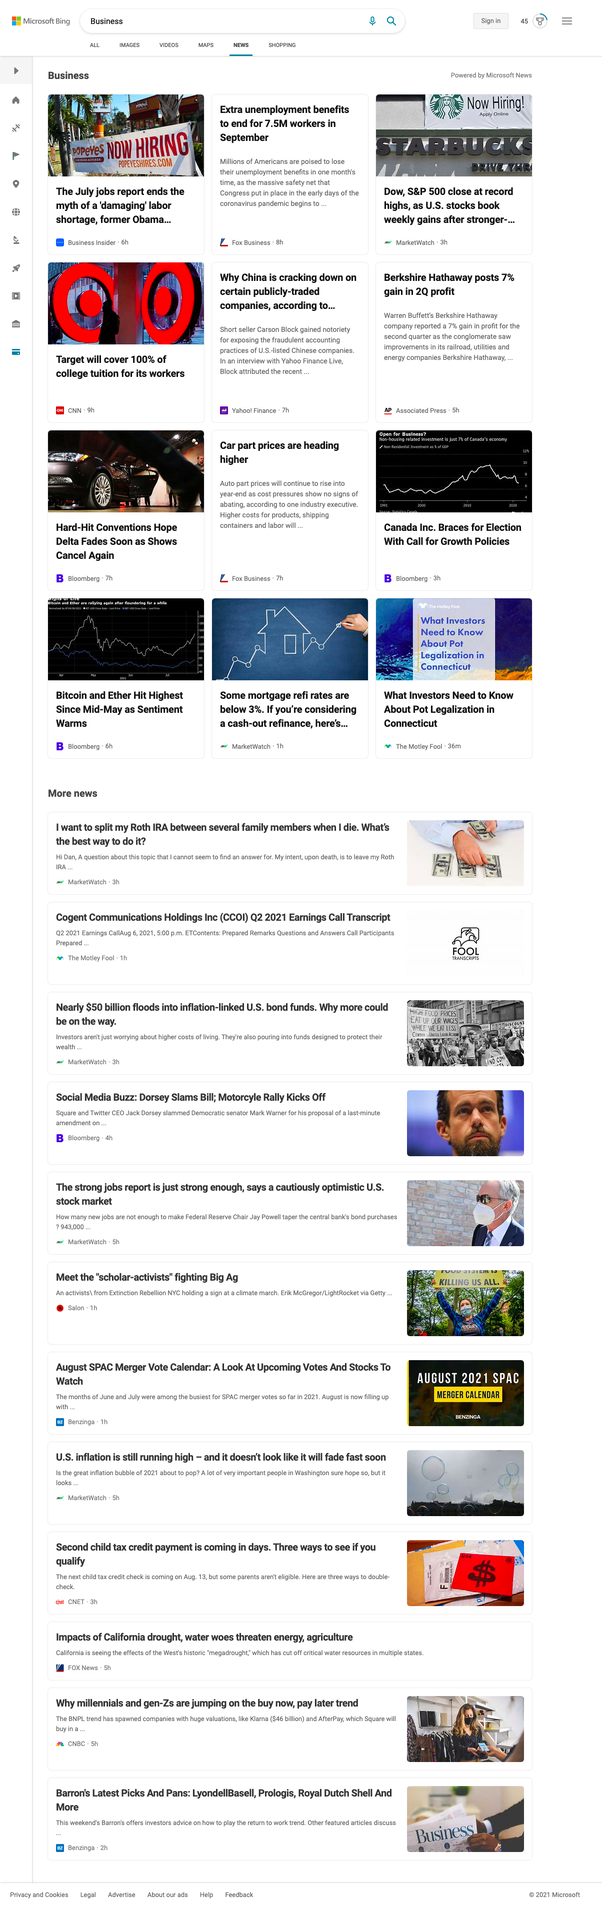 Microsoft Bing
Business
Sign in
45
ALL
IMAGES
VIDEOS
MAPS
NEWS
SHOPPING
Business
Powered by Microsoft News
POPEYES NOW HIRING
POPEYESHIRES.COM
The July jobs report ends the
myth of a 'damaging' labor
shortage, former Obama...
Business Insider · 6h
Extra unemployment benefits
to end for 7.5M workers in
September
Millions of Americans are poised to lose
their unemployment benefits in one month's
time, as the massive safety net that
Congress put in place in the early days of the
coronavirus pandemic begins to ...
Fox Business · 8h
Now Hiring!
Apply Online
STARBUCKS
DRIVE THRU
Dow, S&P 500 close at record
highs, as U.S. stocks book
weekly gains after stronger-...
MarketWatch · 3h
Target will cover 100% of
college tuition for its workers
CNN · 9h
Why China is cracking down on
certain publicly-traded
companies, according to...
Short seller Carson Block gained notoriety
for exposing the fraudulent accounting
practices of U.S.-listed Chinese companies.
In an interview with Yahoo Finance Live,
Block attributed the recent ...
Yahoo! Finance · 7h
Berkshire Hathaway posts 7%
gain in 2Q profit
Warren Buffett's Berkshire Hathaway
company reported a 7% gain in profit for the
second quarter as the conglomerate saw
improvements in its railroad, utilities and
energy companies Berkshire Hathaway, ...
AP Associated Press · 5h
Hard-Hit Conventions Hope
Delta Fades Soon as Shows
Cancel Again
B Bloomberg · 7h
Car part prices are heading
higher
Auto part prices will continue to rise into
year-end as cost pressures show no signs of
abating, according to one industry executive.
Higher costs for products, shipping
containers and labor will ...
Fox Business · 7h
Open for Business?
Non-housing related investment is just 7% of Canada's economy
Canada Inc. Braces for Election
With Call for Growth Policies
B Bloomberg · 3h
Bitcoin and Ether are rallying again after floundering for a while
Bitcoin and Ether Hit Highest
Since Mid-May as Sentiment
Warms
B Bloomberg · 6h
Some mortgage refi rates are
below 3%. If you're considering
a cash-out refinance, here's...
MarketWatch · 1h
The Motley Fool
What Investors
Need to Know
About Pot
Legalization in
Connecticut
What Investors Need to Know
About Pot Legalization in
Connecticut
The Motley Fool · 36m
More news
I want to split my Roth IRA between several family members when I die. What's
the best way to do it?
Hi Dan, A question about this topic that I cannot seem to find an answer for. My intent, upon death, is to leave my Roth
IRA ...
MarketWatch · 3h
Cogent Communications Holdings Inc (CCOI) Q2 2021 Earnings Call Transcript
Q2 2021 Earnings CallAug 6, 2021, 5:00 p.m. ETContents: Prepared Remarks Questions and Answers Call Participants
Prepared ...
The Motley Fool · 1h
FOOL
TRANSCRIPTS
Nearly $50 billion floods into inflation-linked U.S. bond funds. Why more could
be on the way.
Investors aren't just worrying about higher costs of living. They're also pouring into funds designed to protect their
wealth ...
MarketWatch · 3h
HIGH FOOD PRICES
EAT UP OUR WAGES
WHILE WE EAT LESS
Social Media Buzz: Dorsey Slams Bill; Motorcyle Rally Kicks Off
Square and Twitter CEO Jack Dorsey slammed Democratic senator Mark Warner for his proposal of a last-minute
amendment on ...
B Bloomberg · 4h
The strong jobs report is just strong enough, says a cautiously optimistic U.S.
stock market
How many new jobs are not enough to make Federal Reserve Chair Jay Powell taper the central bank's bond purchases
? 943,000 ...
MarketWatch · 5h
Meet the "scholar-activists" fighting Big Ag
An activists\ from Extinction Rebellion NYC holding a sign at a climate march. Erik McGregor/LightRocket via Getty ...
Salon · 1h
FOOD SYSTEM IS
KILLING US ALL.
August SPAC Merger Vote Calendar: A Look At Upcoming Votes And Stocks To
Watch
The months of June and July were among the busiest for SPAC merger votes so far in 2021. August is now filling up
with ...
BZ Benzinga · 1h
AUGUST 2021 SPAC
MERGER CALENDAR
BENZINGA
U.S. inflation is still running high – and it doesn't look like it will fade fast soon
Is the great inflation bubble of 2021 about to pop? A lot of very important people in Washington sure hope so, but it
looks ...
MarketWatch · 5h
Second child tax credit payment is coming in days. Three ways to see if you
qualify
The next child tax credit check is coming on Aug. 13, but some parents aren't eligible. Here are three ways to double-
check.
CNET · 3h
Impacts of California drought, water woes threaten energy, agriculture
California is seeing the effects of the West's historic "megadrought," which has cut off critical water resources in multiple states.
FOX News · 5h
Why millennials and gen-Zs are jumping on the buy now, pay later trend
The BNPL trend has spawned companies with huge valuations, like Klarna ($46 billion) and AfterPay, which Square will
buy in a ...
CNBC · 5h
Barron's Latest Picks And Pans: LyondellBasell, Prologis, Royal Dutch Shell And
More
This weekend's Barron's offers investors advice on how to play the return to work trend. Other featured articles discuss
...
BZ Benzinga · 2h
Business
Privacy and Cookies
Legal
Advertise
About our ads
Help
Feedback
© 2021 Microsoft